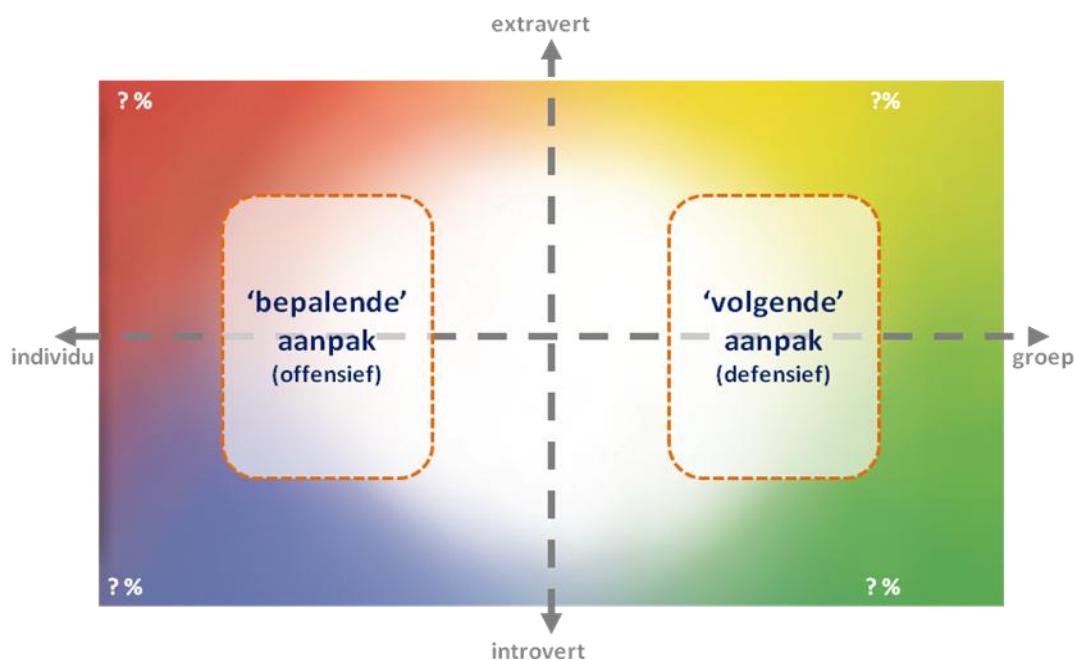 extravert
? %
?%
‘bepalende’
aanpak
(offensief)
‘volgende’
aanpak
(defensief)
individu
groep
? %
? %
introvert